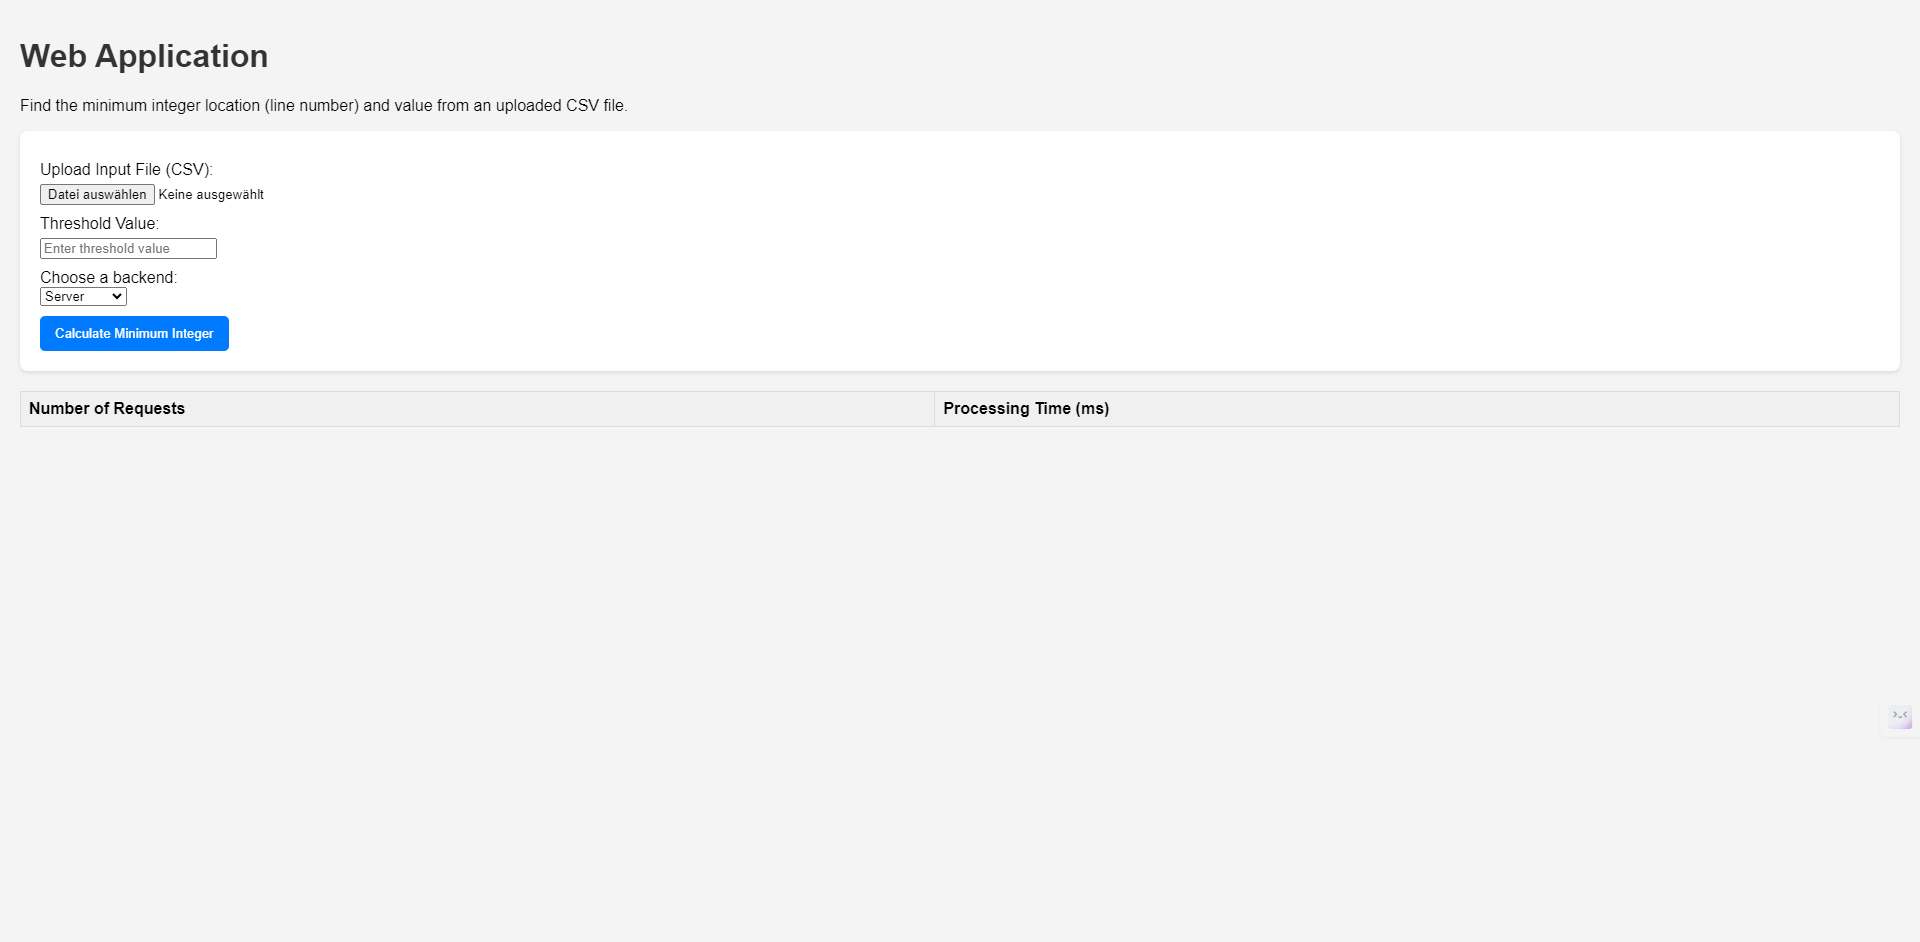 Web Application
Find the minimum integer location (line number) and value from an uploaded CSV file.
Upload Input File (CSV):
Datei auswählen Keine ausgewählt
Threshold Value:
Enter threshold value
Choose a backend:
Server
Calculate Minimum Integer
Number of Requests Processing Time (ms)